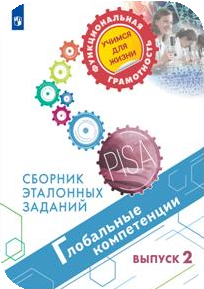 ФУНКЦИОНАЛЬНАЯ
УЧИМСЯ ДЛЯ
ЖИЗНИ
ГРАМОТНОСТЬ
PISA
СБОРНИК
ЭТАЛОННЫХ
ЗАДАНИЙ
Глобальные
компетенции
ВЫПУСК 2